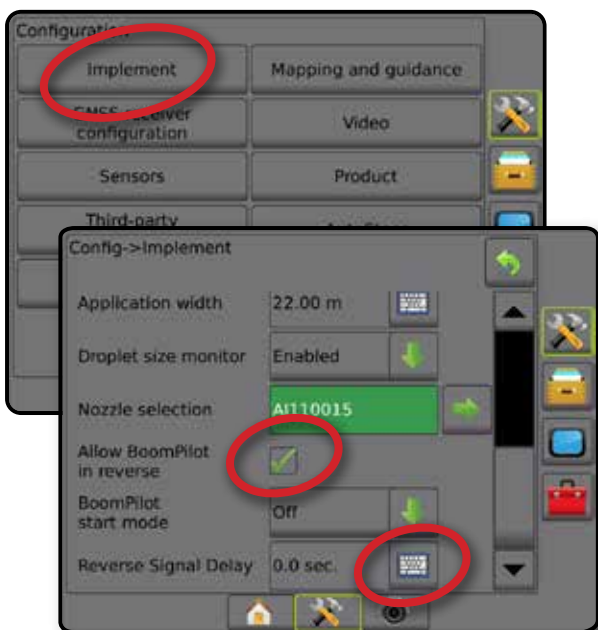 Configuration
Implement
Mapping and guidance
GNSS receiver
configuration
Video
Sensors
Product
Third-party
Config->Implement
Application width
22.00 m
Droplet size monitor
Enabled
Nozzle selection
AI110015
Allow BoomPilot
in reverse
BoomPilot
start mode
Off
Reverse Signal Delay
0.0 sec.